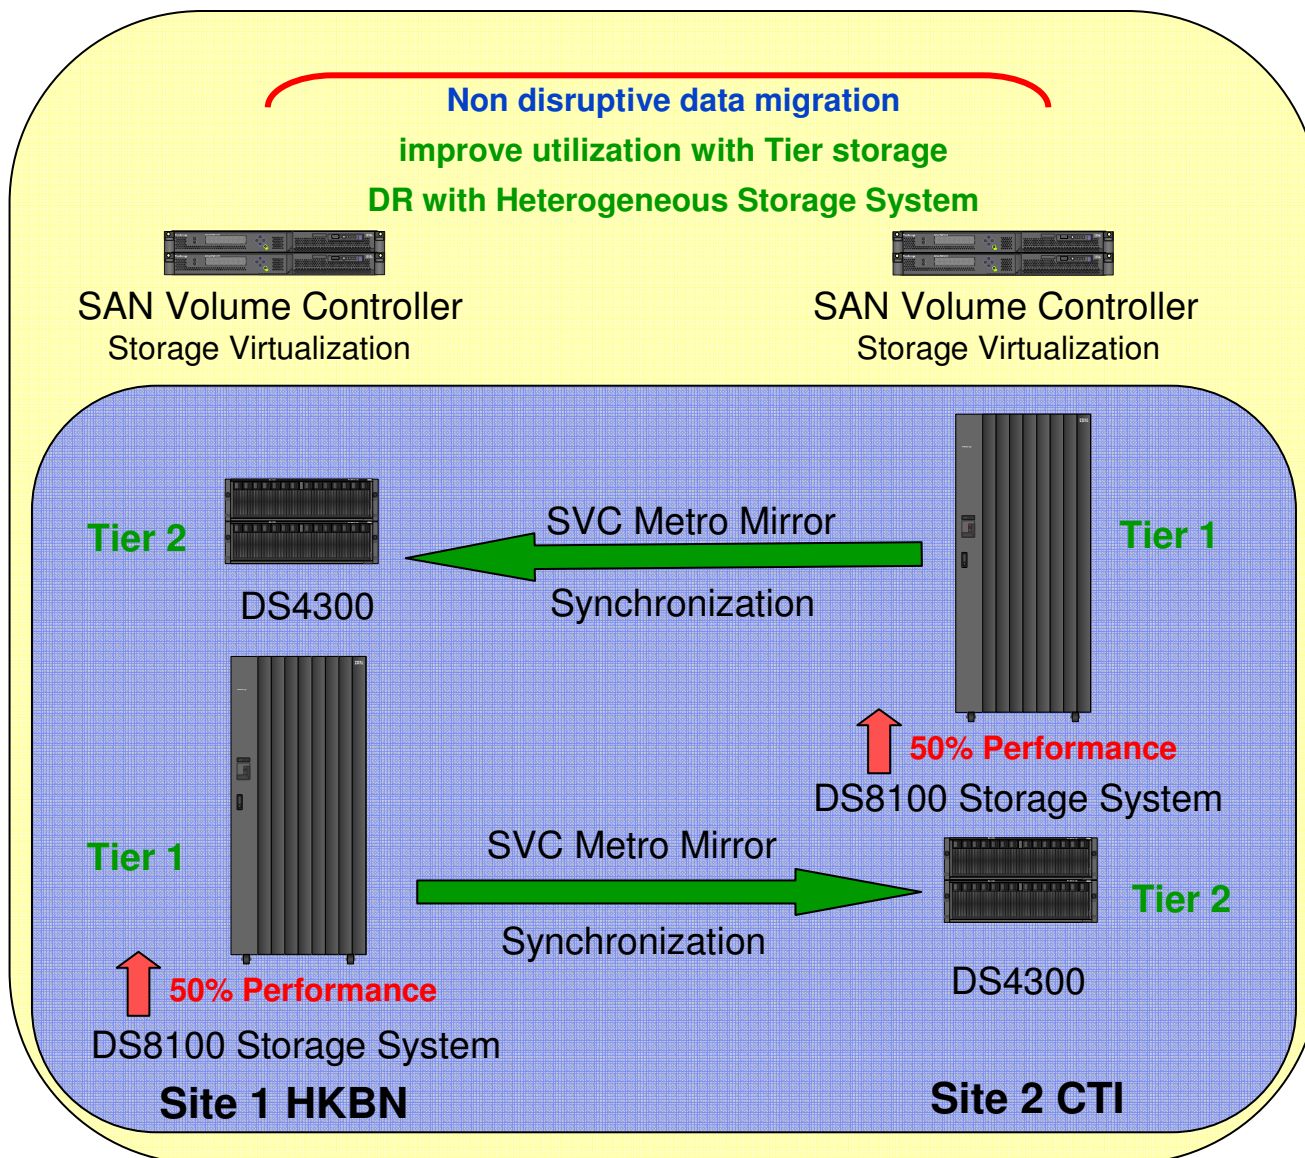 Non disruptive data migration
improve utilization with Tier storage
DR with Heterogeneous Storage System
SAN Volume Controller
Storage Virtualization
SAN Volume Controller
Storage Virtualization
Tier 2
DS4300
SVC Metro Mirror
Synchronization
Tier 1
50% Performance
DS8100 Storage System
Tier 1
50% Performance
DS8100 Storage System
SVC Metro Mirror
Synchronization
Tier 2
DS4300
Site 1 HKBN
Site 2 CTI